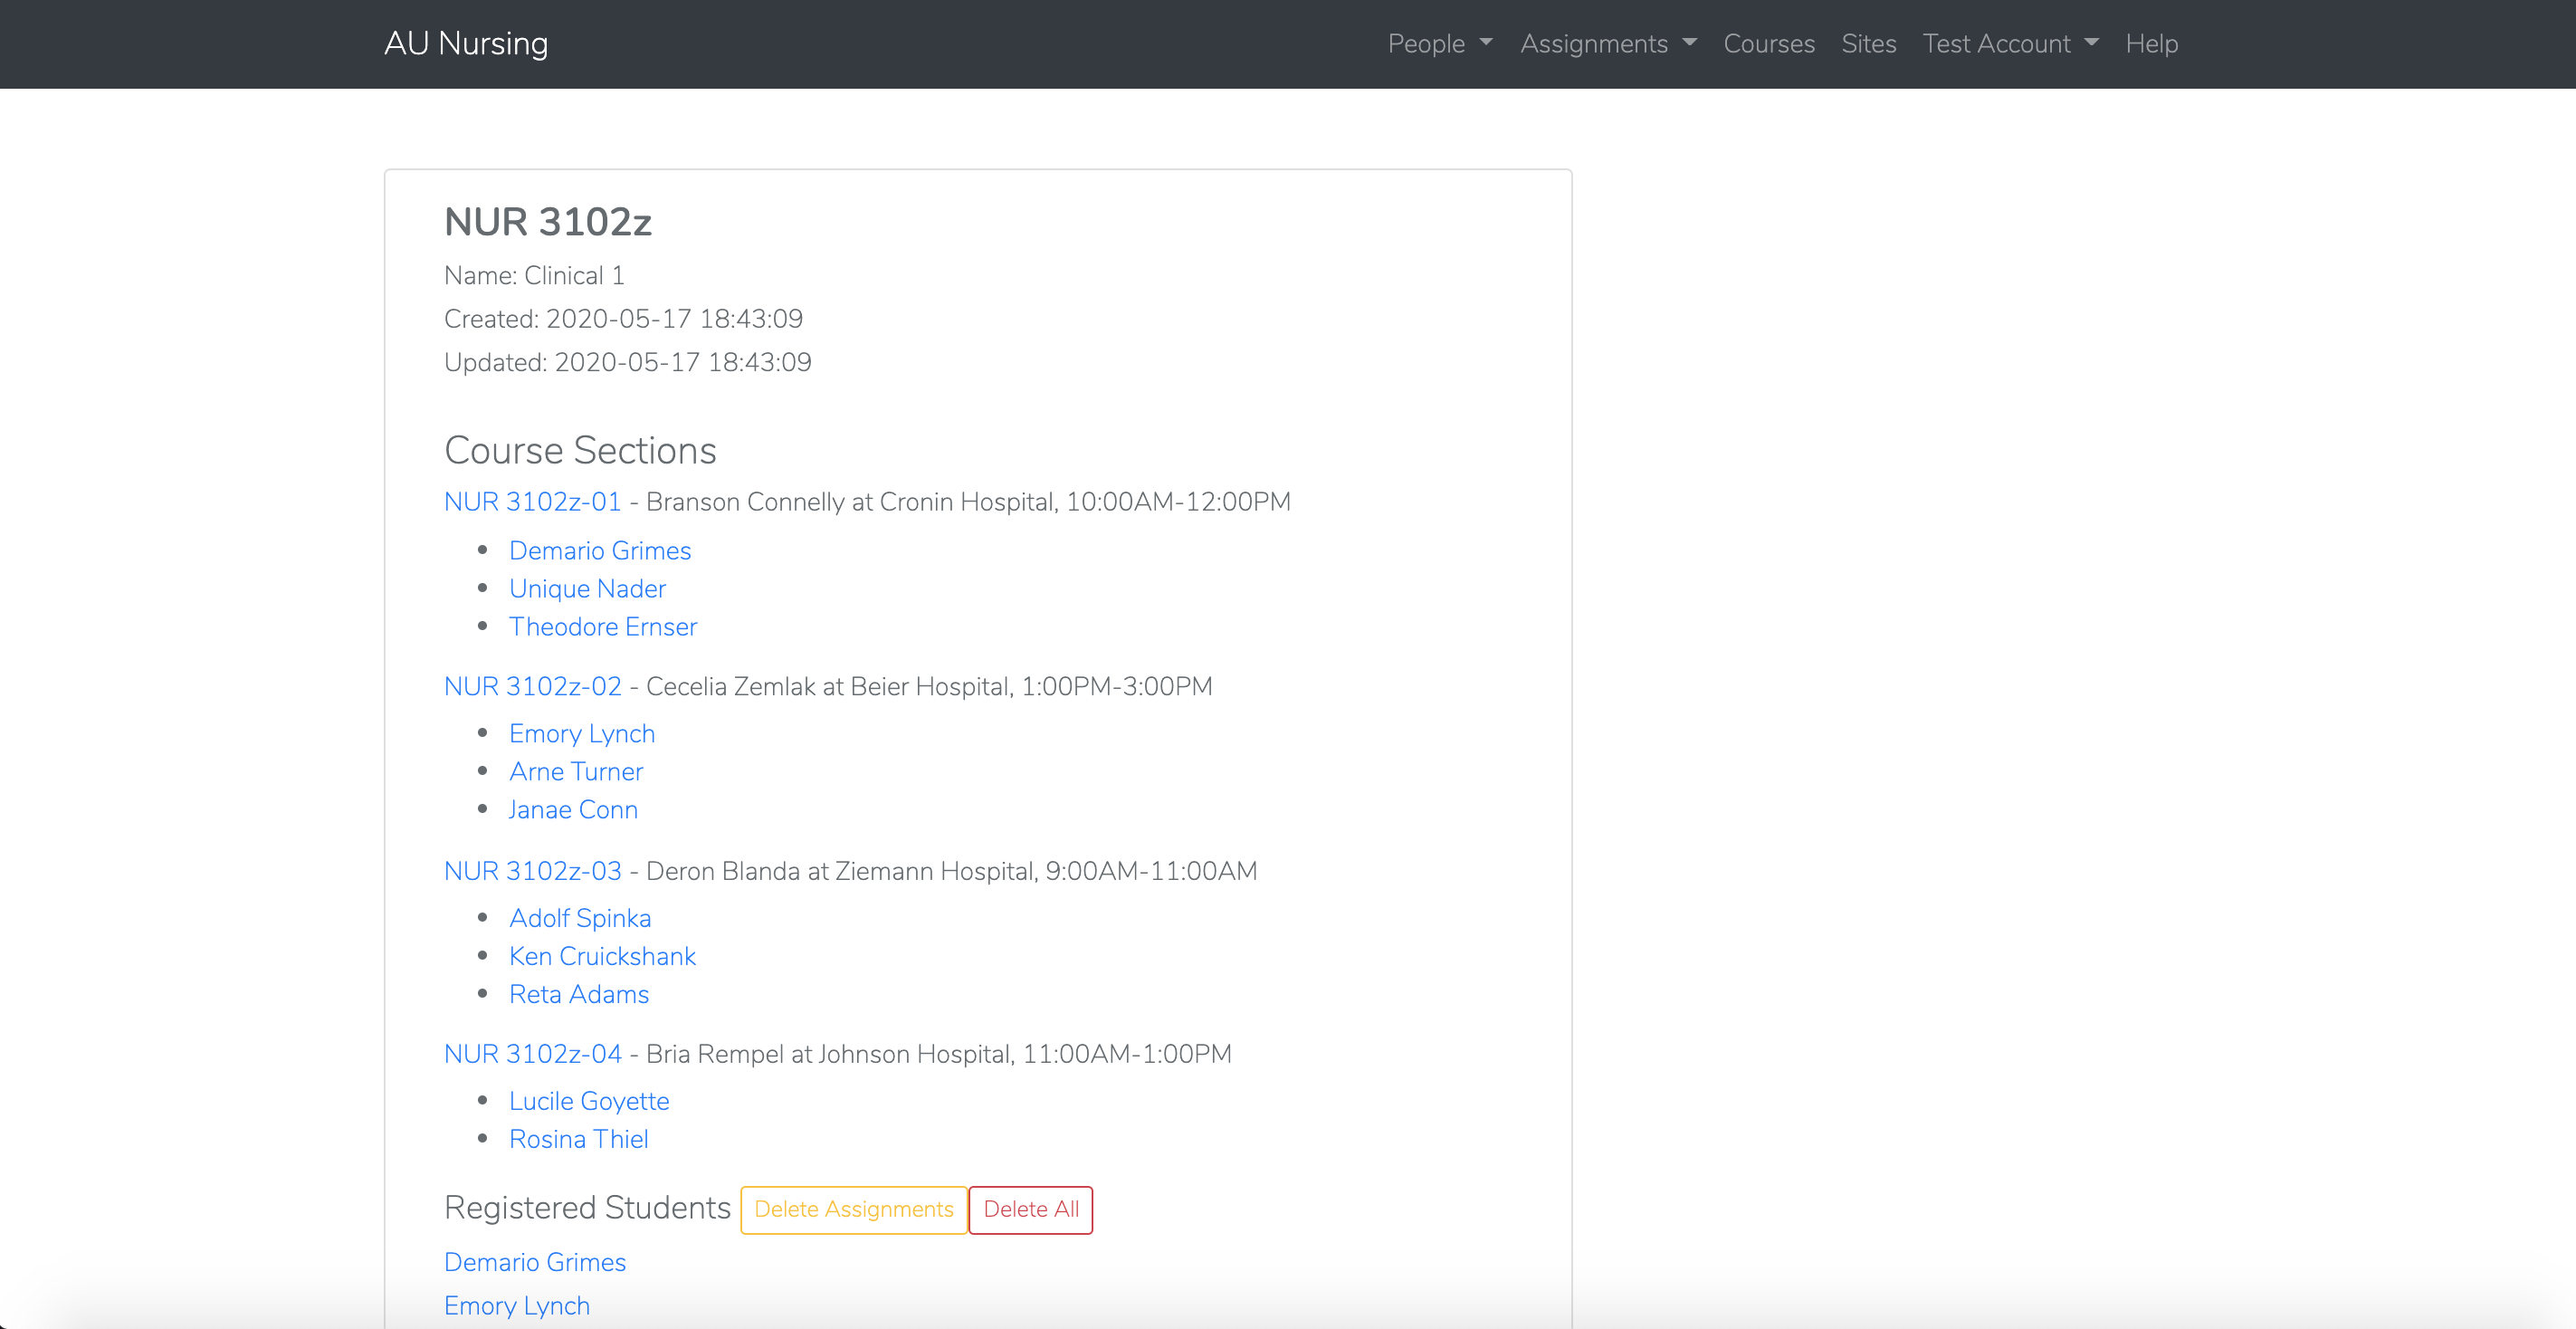 AU Nursing People Assignments Courses Sites Test Account Help
NUR 3102z
Name: Clinical 1
Created: 2020-05-17 18:43:09
Updated: 2020-05-17 18:43:09
Course Sections
NUR 3102z-01 - Branson Connelly at Cronin Hospital, 10:00AM-12:00PM
• Demario Grimes
• Unique Nader
• Theodore Ernser
NUR 3102z-02 - Cecelia Zemlak at Beier Hospital, 1:00PM-3:00PM
• Emory Lynch
• Arne Turner
• Janae Conn
NUR 3102z-03 - Deron Blanda at Ziemann Hospital, 9:00AM-11:00AM
• Adolf Spinka
• Ken Cruickshank
• Reta Adams
NUR 3102z-04 - Bria Rempel at Johnson Hospital, 11:00AM-1:00PM
• Lucile Goyette
• Rosina Thiel
Registered Students Delete Assignments Delete All
Demario Grimes
Emory Lynch